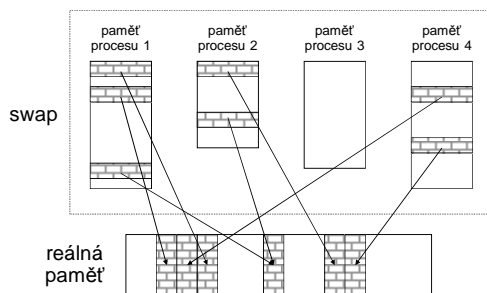 paměť
procesu 1
paměť
procesu 2
paměť
procesu 3
paměť
procesu 4
swap
reálná
paměť